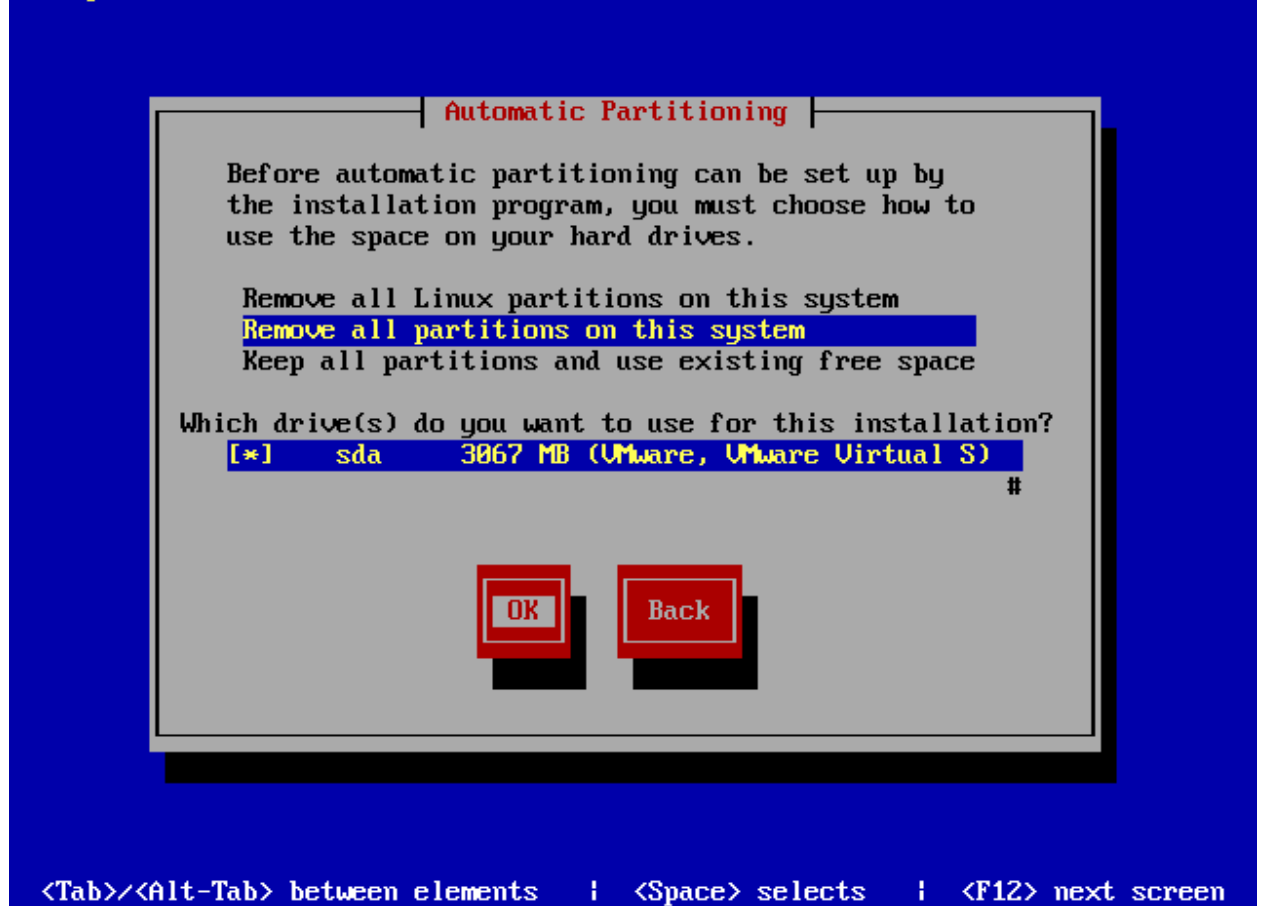 Automatic Partitioning
Before automatic partitioning can be set up by
the installation program, you must choose how to
use the space on your hard drives.
Remove all Linux partitions on this system
Remove all partitions on this system
Keep all partitions and use existing free space
Which drive(s) do you want to use for this installation?
[*] sda 3067 MB (VMware, VMware Virtual S)
#
OK Back
<Tab>/<Alt-Tab> between elements | <Space> selects | <F12> next screen